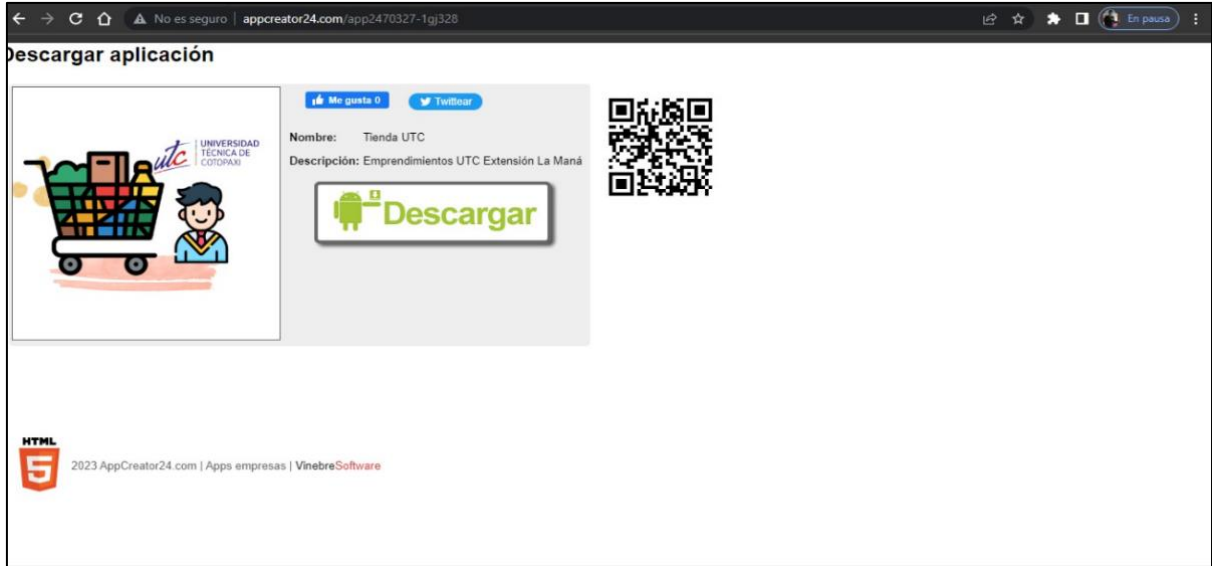 No es seguro | appcreator24.com/app2470327-1gj328
En pausa
Descargar aplicación
Me gusta 0
Twittear
UNIVERSIDAD
TÉCNICA DE
COTOPAXI
utc
Nombre: Tienda UTC
Descripción: Emprendimientos UTC Extensión La Maná
Descargar
HTML
5
2023 AppCreator24.com | Apps empresas | VinebreSoftware